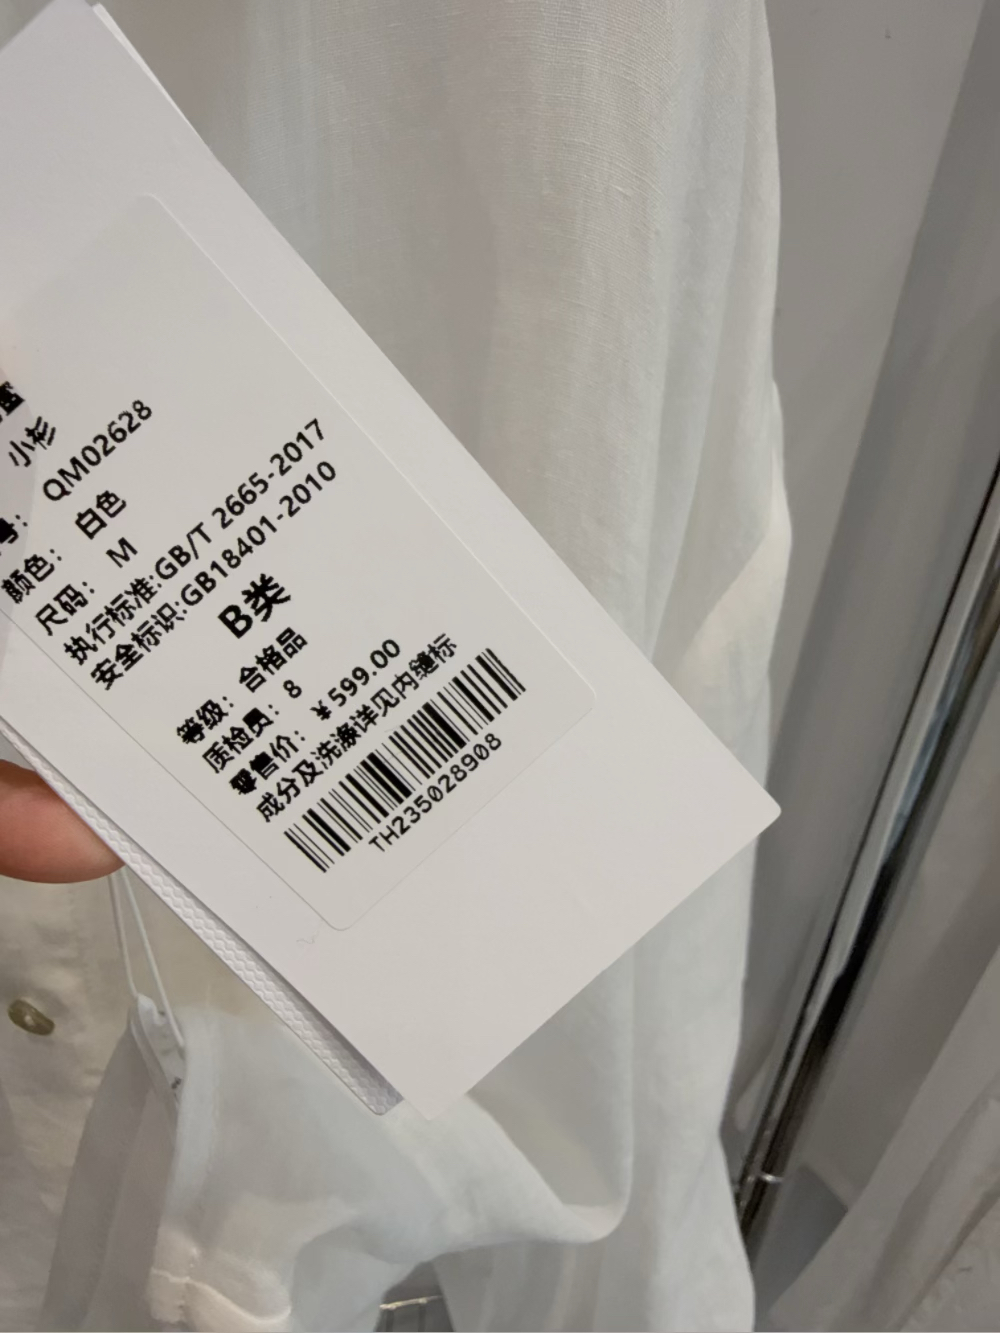 小衫
号： QM02628
颜色： 白色
尺码： M
执行标准:GB/T 2665-2017
安全标识:GB18401-2010
B类
等级： 合格品
质检员： 8
零售价： ¥599.00
成分及洗涤详见内缝标
TH235028908